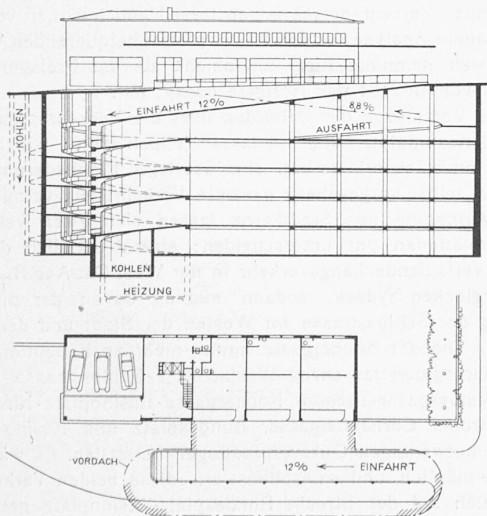 EINFAHRT 12%
8,8%
AUSFAHRT
KOHLEN
KOHLEN
HEIZUNG
VORDACH
12%
EINFAHRT